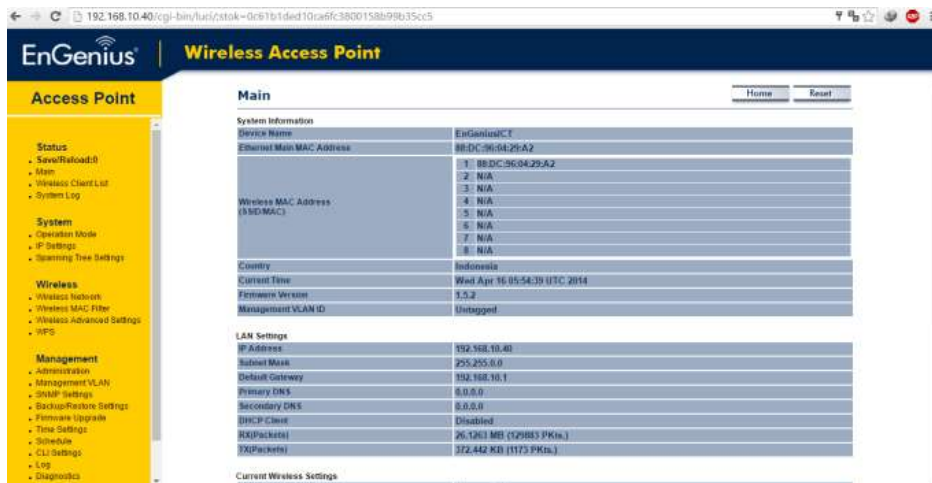 192.168.10.40/cgi-bin/luci/;stok=0c61b1ded10ca6fc3800158b99b35cc5
EnGenius
Wireless Access Point
Access Point
Status
Save/Reload:0
Main
Wireless Client List
System Log
System
Operation Mode
IP Settings
Spanning Tree Settings
Wireless
Wireless Network
Wireless MAC Filter
Wireless Advanced Settings
WPS
Management
Administration
Management VLAN
SNMP Settings
Backup/Restore Settings
Firmware Upgrade
Time Settings
Schedule
CLI Settings
Log
Diagnostics
Main
Home Reset
System Information
Device Name EnGeniusICT
Ethernet Main MAC Address 88:DC:96:04:29:A2
Wireless MAC Address
(SSID/MAC)
1 88:DC:96:04:29:A2
2 N/A
3 N/A
4 N/A
5 N/A
6 N/A
7 N/A
8 N/A
Country Indonesia
Current Time Wed Apr 16 05:54:39 UTC 2014
Firmware Version 1.5.2
Management VLAN ID Untagged
LAN Settings
IP Address 192.168.10.40
Subnet Mask 255.255.0.0
Default Gateway 192.168.10.1
Primary DNS 0.0.0.0
Secondary DNS 0.0.0.0
DHCP Client Disabled
RX(Packets) 26.1263 MB (129883 PKts.)
TX(Packets) 372.442 KB (1173 PKts.)
Current Wireless Settings